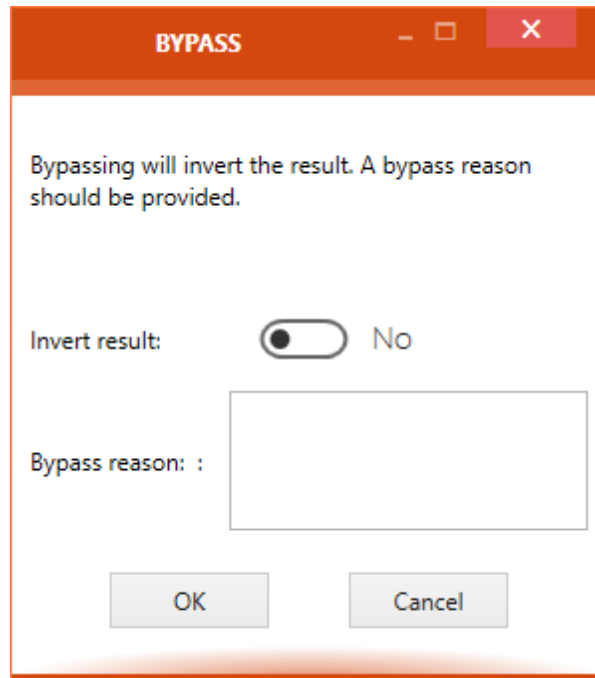 BYPASS
Bypassing will invert the result. A bypass reason
should be provided.
Invert result: No
Bypass reason: :
OK Cancel